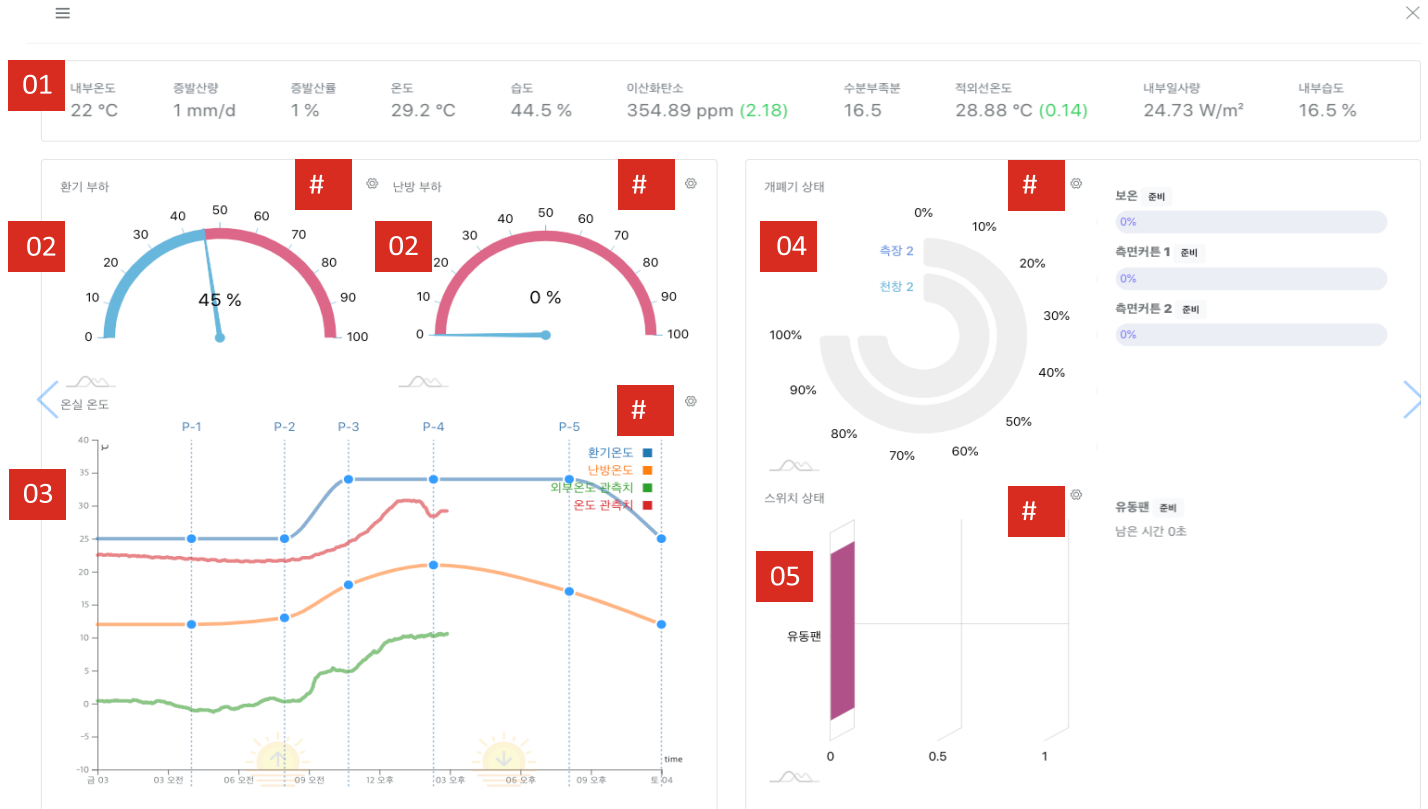 01
내부온도 증발산량 증발산률 온도 습도 이산화탄소 수분부족분 적외선온도 내부일사량 내부습도
22 °C 1 mm/d 1 % 29.2 °C 44.5 % 354.89 ppm (2.18) 16.5 28.88 °C (0.14) 24.73 W/m² 16.5 %
환기 부하
#
02
0
10
20
30
40
50
60
70
80
90
100
45 %
난방 부하
#
02
0
10
20
30
40
50
60
70
80
90
100
0 %
온실 온도
#
03
P-1 P-2 P-3 P-4 P-5
환기온도
난방온도
외부온도 관측치
온도 관측치
℃
40
35
30
25
20
15
10
5
0
-5
-10
time
금 03 03 오전 06 오전 09 오전 12 오후 03 오후 06 오후 09 오후 토 04
개폐기 상태
#
04
측장 2
천창 2
0%
10%
20%
30%
40%
50%
60%
70%
80%
90%
100%
보온 준비
0%
측면커튼 1 준비
0%
측면커튼 2 준비
0%
스위치 상태
#
05
유동팬
0 0.5 1
유동팬 준비
남은 시간 0초